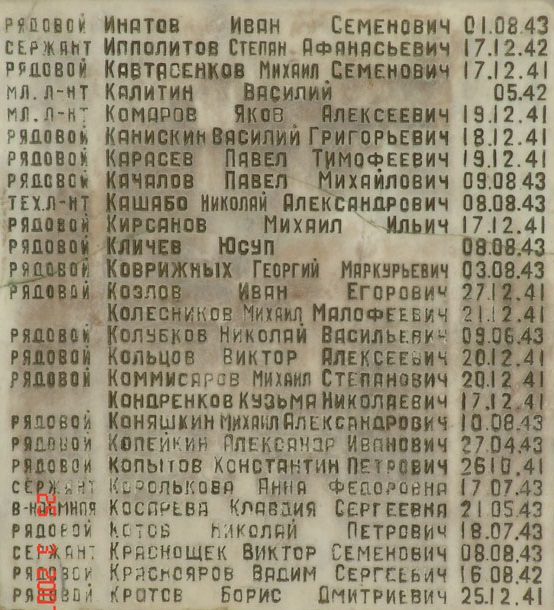 РЯДОВОЙ ИНАТОВ ИВАН СЕМЕНОВИЧ 01.08.43
СЕРЖАНТ ИППОЛИТОВ СТЕПАН АФАНАСЬЕВИЧ 17.12.42
РЯДОВОЙ КАВТАСЕНКОВ МИХАИЛ СЕМЕНОВИЧ 17.12.41
МЛ. Л-НТ КАЛИТИН ВАСИЛИЙ 05.42
МЛ. Л-НТ КОМАРОВ ЯКОВ АЛЕКСЕЕВИЧ 19.12.41
РЯДОВОЙ КАНИСКИН ВАСИЛИЙ ГРИГОРЬЕВИЧ 18.12.41
РЯДОВОЙ КАРАСЕВ ПАВЕЛ ТИМОФЕЕВИЧ 19.12.41
РЯДОВОЙ КАЧАЛОВ ПАВЕЛ МИХАЙЛОВИЧ 09.08.43
ТЕХ.Л-НТ КАШАБО НИКОЛАЙ АЛЕКСАНДРОВИЧ 08.08.43
РЯДОВОЙ КИРСАНОВ МИХАИЛ ИЛЬИЧ 17.12.41
РЯДОВОЙ КЛИЧЕВ ЮСУП 08.08.43
РЯДОВОЙ КОВРИЖНЫХ ГЕОРГИЙ МАРКУРЬЕВИЧ 03.08.43
РЯДОВОЙ КОЗЛОВ ИВАН ЕГОРОВИЧ 27.12.41
КОЛЕСНИКОВ МИХАИЛ МАЛОФЕЕВИЧ 21.12.41
РЯДОВОЙ КОЛУБКОВ НИКОЛАЙ ВАСИЛЬЕВИЧ 09.06.43
РЯДОВОЙ КОЛЬЦОВ ВИКТОР АЛЕКСЕЕВИЧ 20.12.41
РЯДОВОЙ КОММИСАРОВ МИХАИЛ СТЕПАНОВИЧ 20.12.41
КОНДРЕНКОВ КУЗЬМА НИКОЛАЕВИЧ 17.12.41
РЯДОВОЙ КОНЯШКИН МИХАИЛ АЛЕКСАНДРОВИЧ 10.08.43
РЯДОВОЙ КОПЕЙКИН АЛЕКСАНДР ИВАНОВИЧ 27.04.43
РЯДОВОЙ КОПЫТОВ КОНСТАНТИН ПЕТРОВИЧ 26 10.41
СЕРЖАНТ КОРОЛЬКОВА АННА ФЕДОРОВНА 17 07.43
В-НАЕМНАЯ КОСАРЕВА КЛАВДИЯ СЕРГЕЕВНА 21.05.43
РЯДОВОЙ КОТОВ НИКОЛАЙ ПЕТРОВИЧ 18.07.43
СЕРЖАНТ КРАСНОЩЕК ВИКТОР СЕМЕНОВИЧ 08.08.43
РЯДОВОЙ КРАСНОЯРОВ ВАДИМ СЕРГЕЕВИЧ 16 08.42
РЯДОВОЙ КРОТОВ БОРИС ДМИТРИЕВИЧ 25.12.41